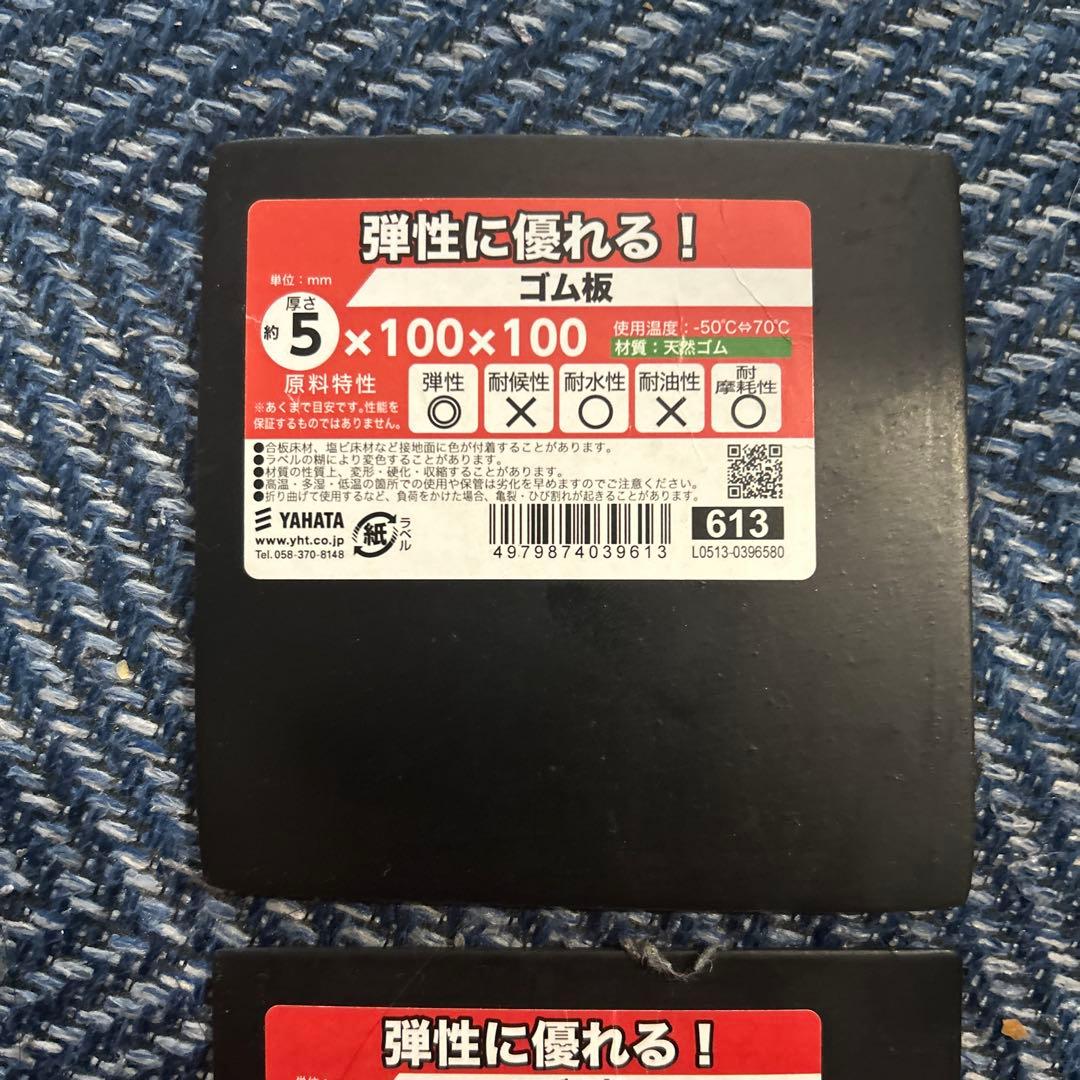 弾性に優れる！
単位：mm
ゴム板
厚さ
約5×100×100
使用温度：-50℃⇔70℃
材質：天然ゴム
原料特性
※あくまで目安です。性能を
保証するものではありません。
弾性 ◎
耐候性 ×
耐水性 ○
耐油性 ×
耐摩耗性 ○
●合板床材、塩ビ床材など接地面に色が付着することがあります。
●ラベルの糊により変色することがあります。
●材質の性質上、変形・硬化・収縮することがあります。
●高温・多湿・低温の箇所での使用や保管は劣化を早めますのでご注意ください。
●折り曲げて使用するなど、負荷をかけた場合、亀裂・ひび割れが起きることがあります。
YAHATA
www.yht.co.jp
Tel.058-370-8148
紙
ラベル
4979874039613
613
L0513-0396580
弾性に優れる！